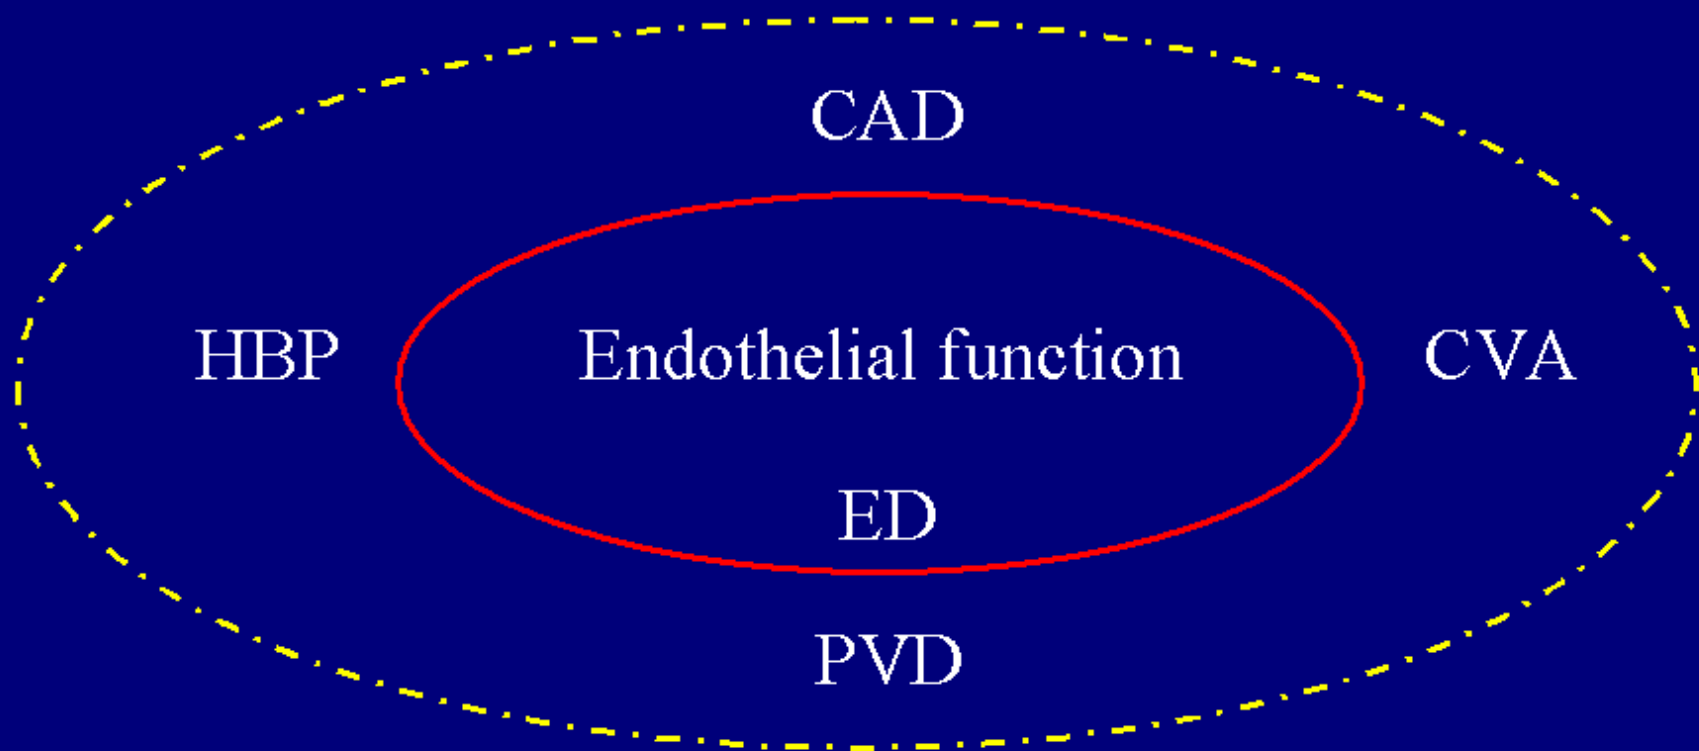 CAD
HBP
Endothelial function
CVA
ED
PVD